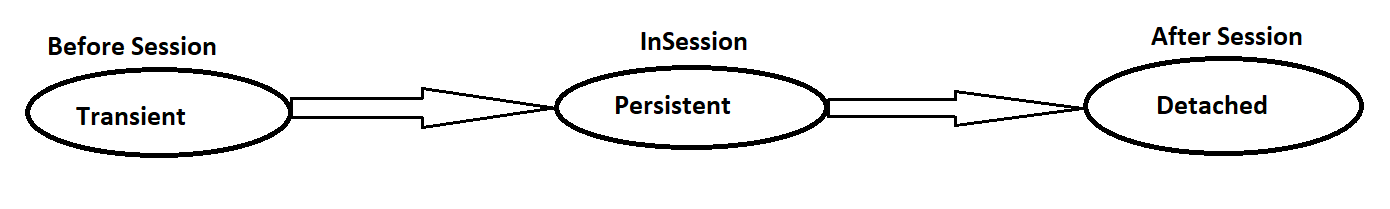 Before Session
InSession
After Session
Transient
Persistent
Detached